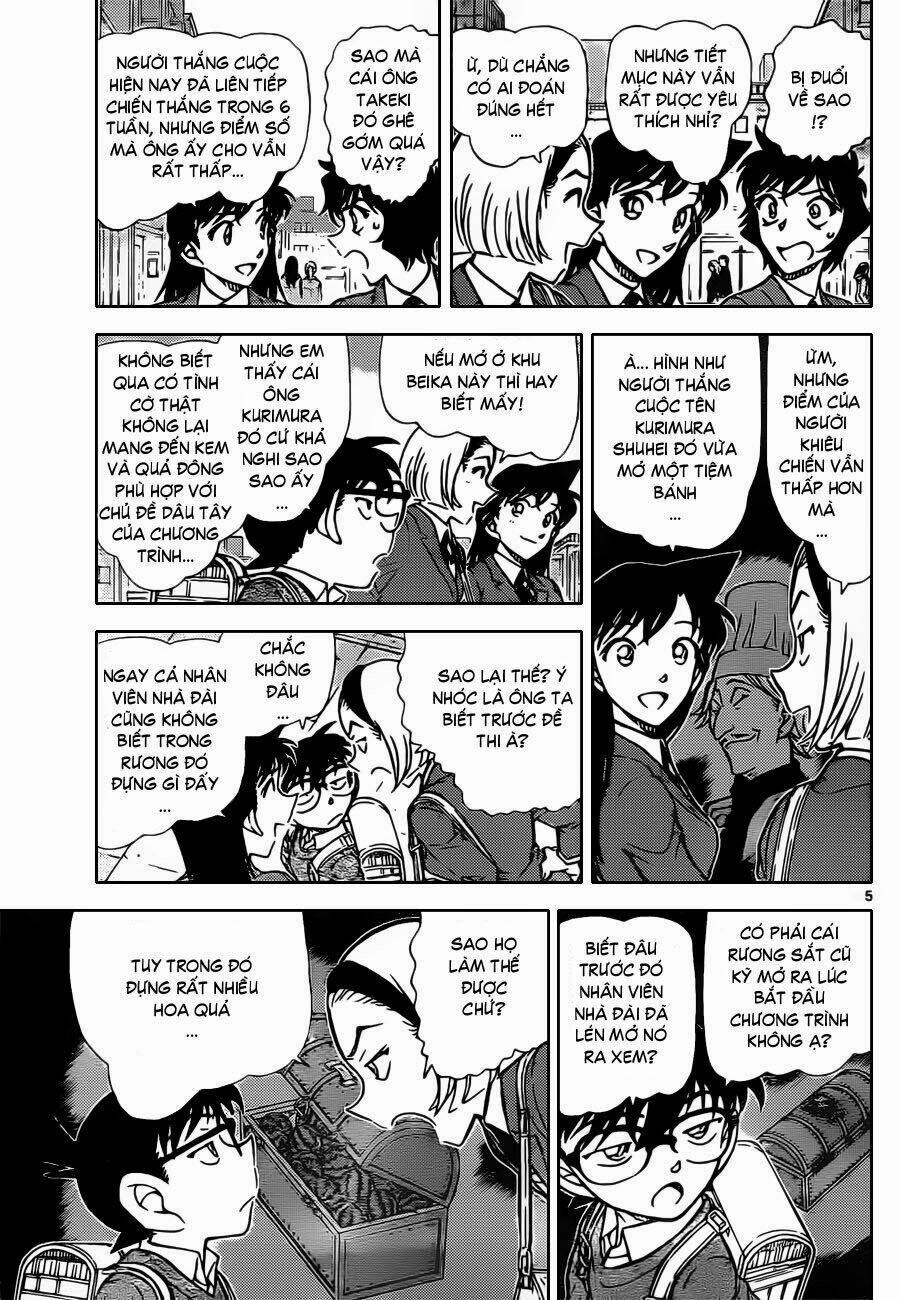 BỊ ĐUỔI
VỀ SAO
!?
NHƯNG TIẾT
MỤC NÀY VẪN
RẤT ĐƯỢC YÊU
THÍCH NHỈ?
Ừ, DÙ CHẲNG
CÓ AI ĐOÁN
ĐÚNG HẾT
...
SAO MÀ
CÁI ÔNG
TAKEKI
ĐÓ GHÊ
GỚM QUÁ
VẬY?
NGƯỜI THẮNG CUỘC
HIỆN NAY ĐÃ LIÊN TIẾP
CHIẾN THẮNG TRONG 6
TUẦN, NHƯNG ĐIỂM SỐ
MÀ ÔNG ẤY CHO VẪN
RẤT THẤP...
ỪM,
NHƯNG
ĐIỂM CỦA
NGƯỜI
KHIÊU
CHIẾN VẪN
THẤP HƠN
MÀ
...
À... HÌNH NHƯ
NGƯỜI THẮNG
CUỘC TÊN
KURIMURA
SHUHEI ĐÓ VỪA
MỞ MỘT TIỆM
BÁNH
...
NẾU MỞ Ở KHU
BEIKA NÀY THÌ HAY
BIẾT MẤY!
NHƯNG EM
THẤY CÁI
ÔNG
KURIMURA
ĐÓ CỨ KHẢ
NGHI SAO
SAO ẤY
...
KHÔNG BIẾT
QUA CÓ TÌNH
CỜ THẬT
KHÔNG LẠI
MANG ĐẾN KEM
VÀ QUẢ ĐÔNG
PHÙ HỢP VỚI
CHỦ ĐỀ DÂU TÂY
CỦA CHƯƠNG
TRÌNH...
SAO LẠI THẾ? Ý
NHÓC LÀ ÔNG TA
BIẾT TRƯỚC ĐỀ
THI À?
CHẮC
KHÔNG
ĐÂU
...
NGAY CẢ NHÂN
VIÊN NHÀ ĐÀI
CŨNG KHÔNG
BIẾT TRONG
RƯƠNG ĐÓ
ĐỰNG GÌ ĐẤY
...
5
CÓ PHẢI CÁI
RƯƠNG SẮT CŨ
KỸ MỞ RA LÚC
BẮT ĐẦU
CHƯƠNG TRÌNH
KHÔNG Ạ?
BIẾT ĐÂU
TRƯỚC ĐÓ
NHÂN VIÊN
NHÀ ĐÀI ĐÃ
LÉN MỞ NÓ
RA XEM?
SAO HỌ
LÀM THẾ
ĐƯỢC
CHỨ?
TUY TRONG ĐÓ
ĐỰNG RẤT NHIỀU
HOA QUẢ
...